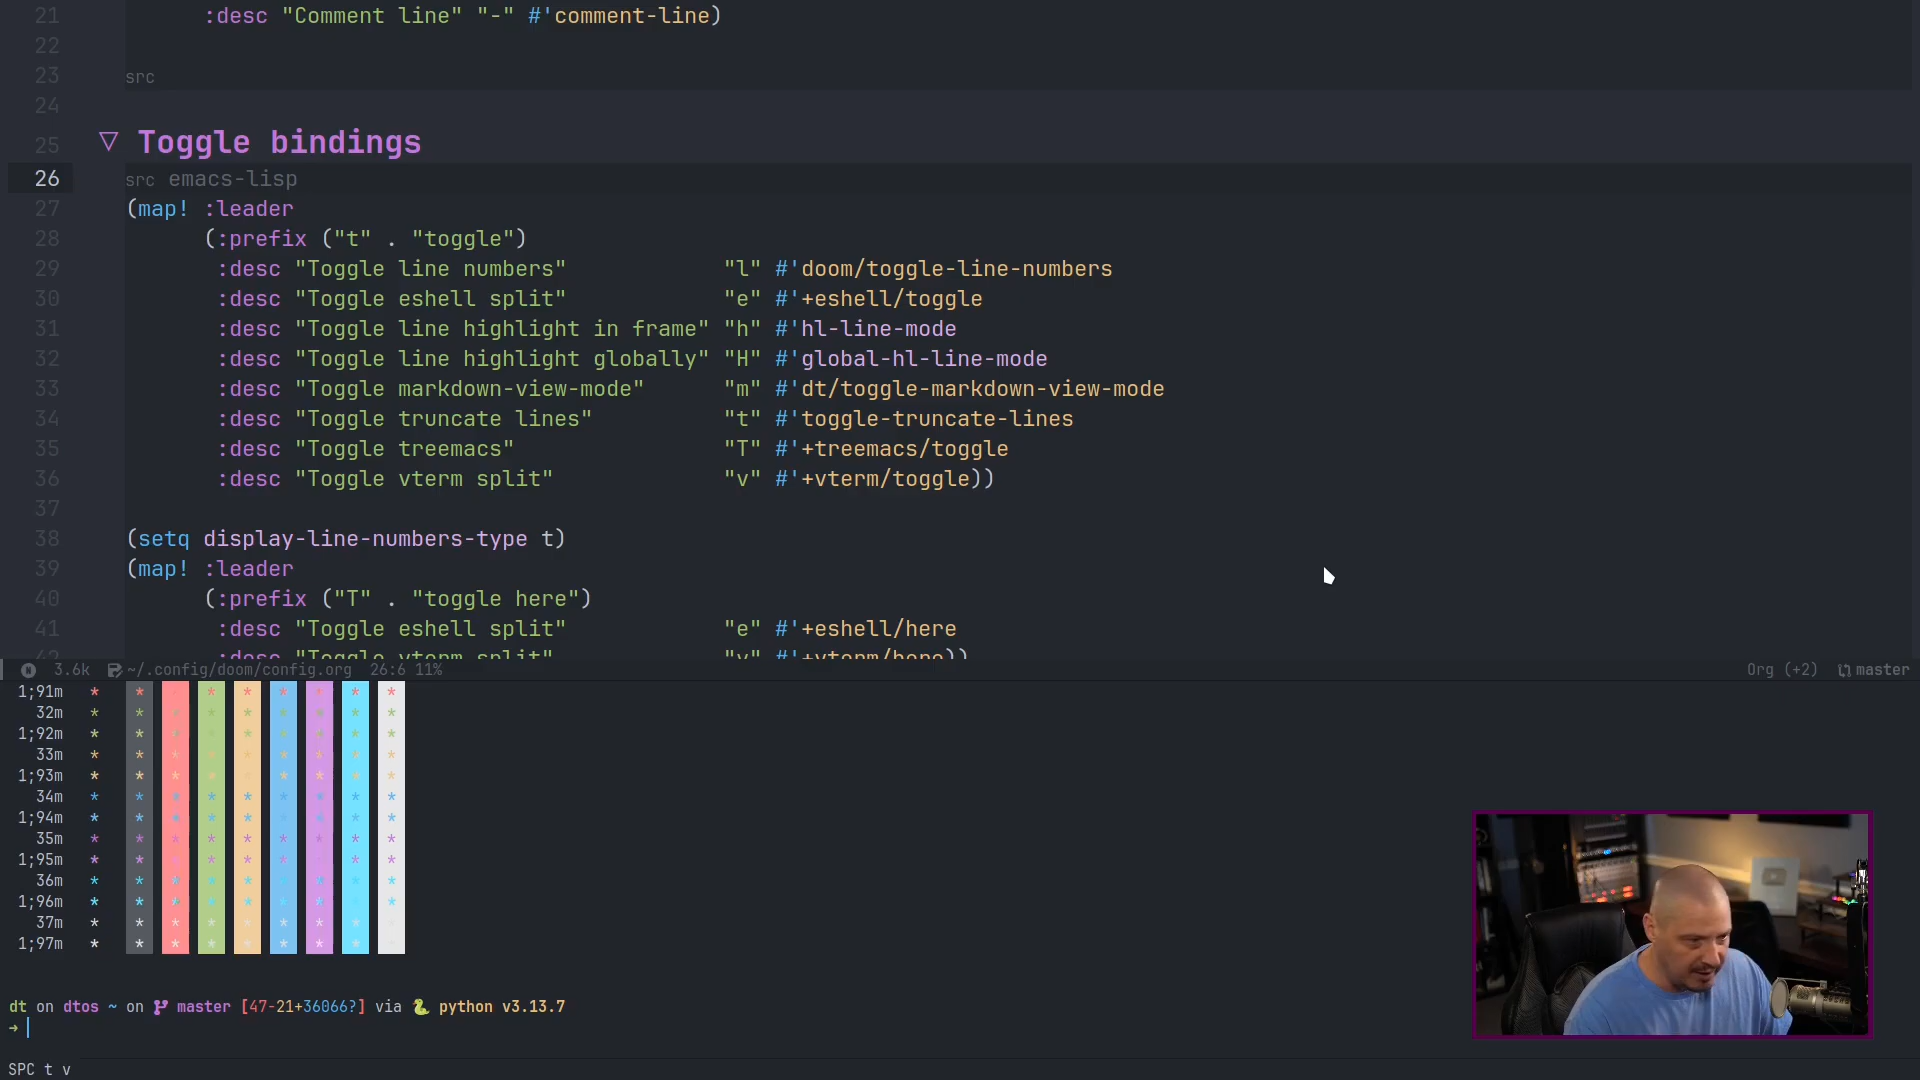 21 :desc "Comment line" "-" #'comment-line)
22
23 src
24
25 ▽ Toggle bindings
26 src emacs-lisp
27 (map! :leader
28 (:prefix ("t" . "toggle")
29 :desc "Toggle line numbers" "l" #'doom/toggle-line-numbers
30 :desc "Toggle eshell split" "e" #'+eshell/toggle
31 :desc "Toggle line highlight in frame" "h" #'hl-line-mode
32 :desc "Toggle line highlight globally" "H" #'global-hl-line-mode
33 :desc "Toggle markdown-view-mode" "m" #'dt/toggle-markdown-view-mode
34 :desc "Toggle truncate lines" "t" #'toggle-truncate-lines
35 :desc "Toggle treemacs" "T" #'+treemacs/toggle
36 :desc "Toggle vterm split" "v" #'+vterm/toggle))
37
38 (setq display-line-numbers-type t)
39 (map! :leader
40 (:prefix ("T" . "toggle here")
41 :desc "Toggle eshell split" "e" #'+eshell/here
42 :desc "Toggle vterm split" "v" #'+vterm/here))
N 3.6k ~/.config/doom/config.org 26:6 11% Org (+2) master
1;91m * * * * * * * * *
32m * * * * * * * * *
1;92m * * * * * * * * *
33m * * * * * * * * *
1;93m * * * * * * * * *
34m * * * * * * * * *
1;94m * * * * * * * * *
35m * * * * * * * * *
1;95m * * * * * * * * *
36m * * * * * * * * *
1;96m * * * * * * * * *
37m * * * * * * * * *
1;97m * * * * * * * * *
dt on dtos ~ on master [47-21+36066?] via 🐍 python v3.13.7
➜
SPC t v